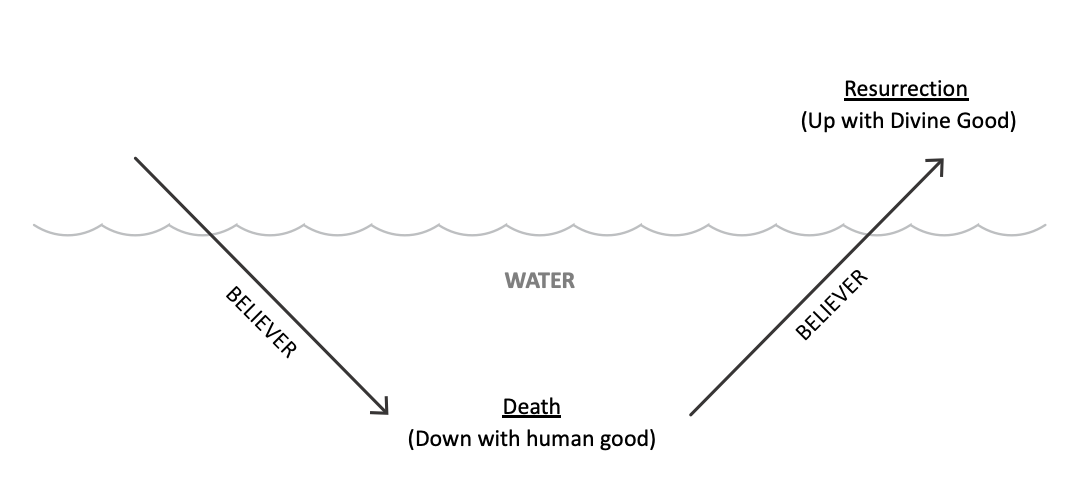 Resurrection
(Up with Divine Good)
WATER
BELIEVER
BELIEVER
Death
(Down with human good)